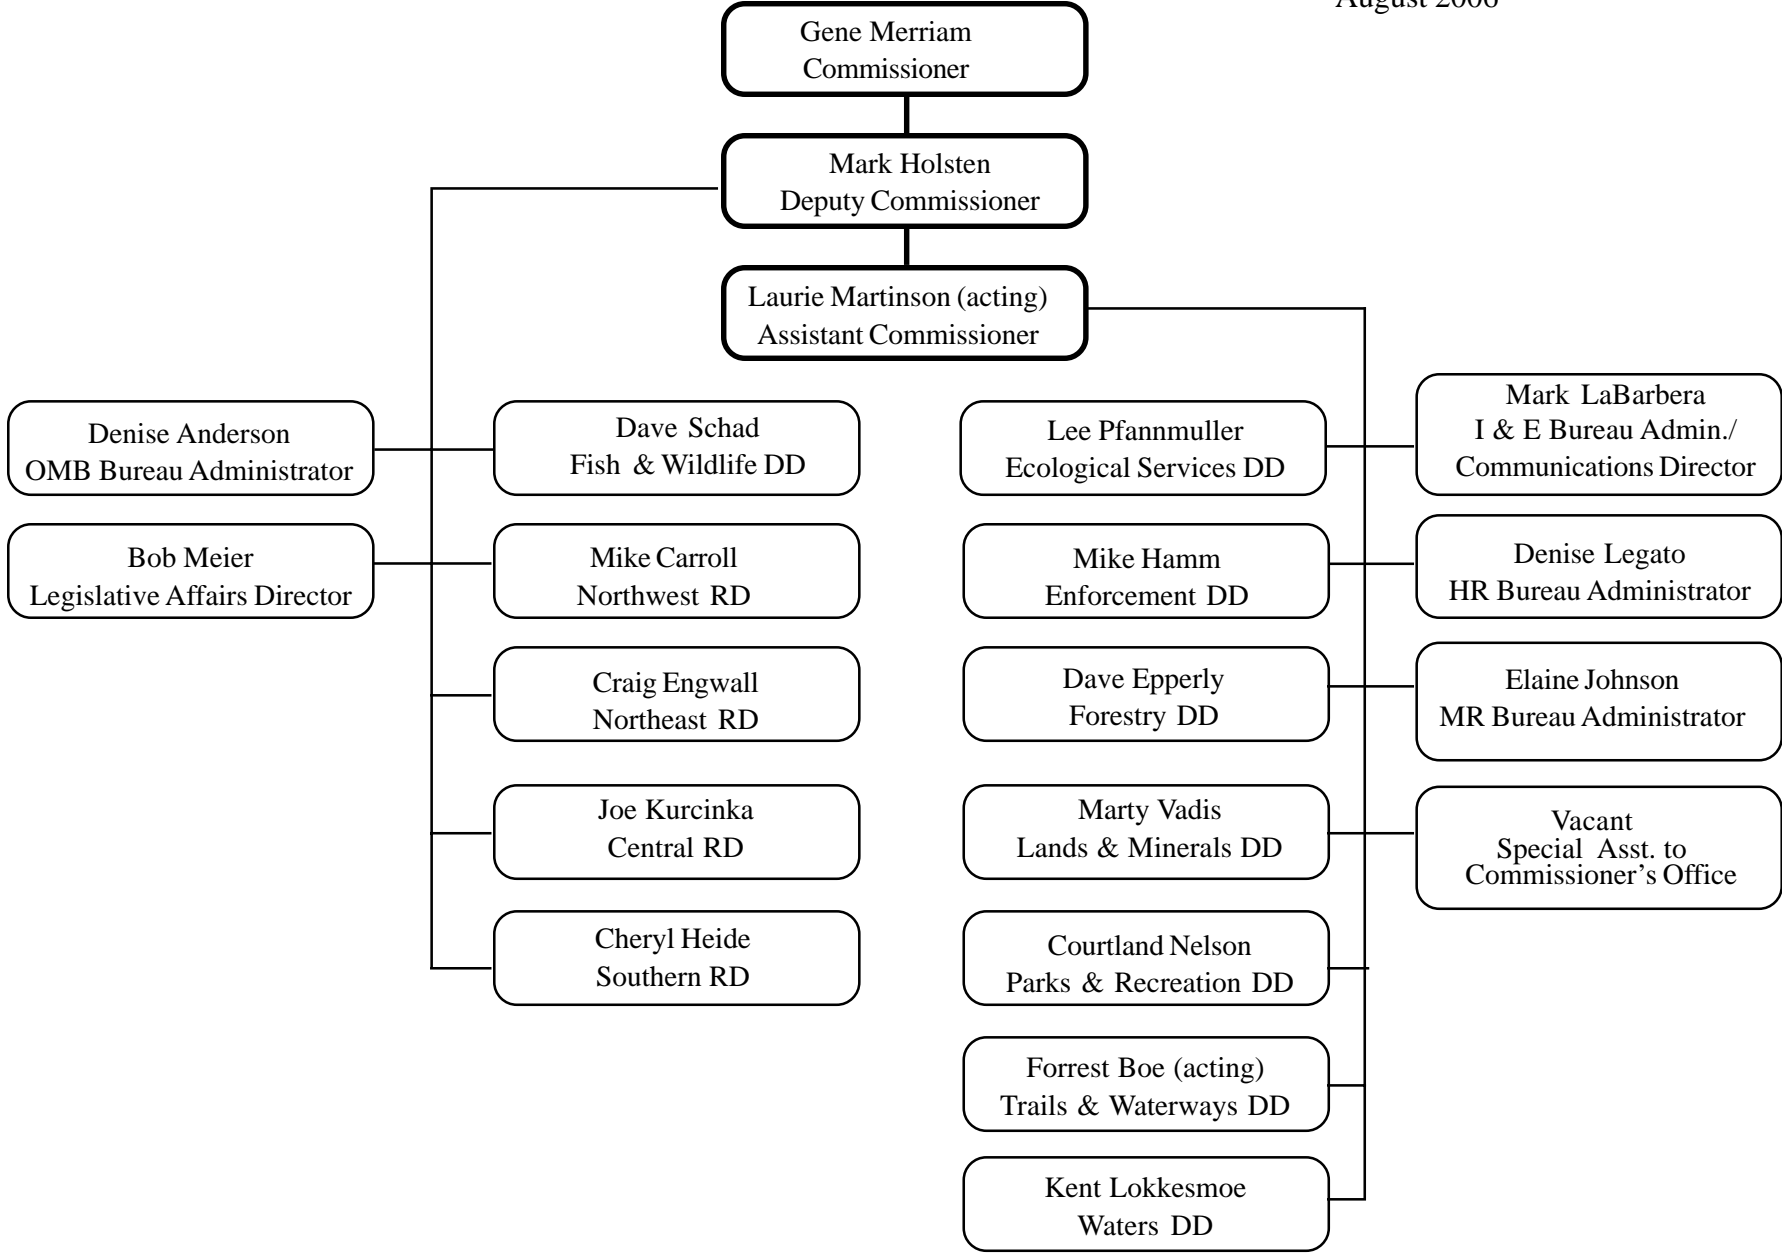 August 2006
Gene Merriam
Commissioner
Mark Holsten
Deputy Commissioner
Laurie Martinson (acting)
Assistant Commissioner
Denise Anderson
OMB Bureau Administrator
Bob Meier
Legislative Affairs Director
Dave Schad
Fish & Wildlife DD
Mike Carroll
Northwest RD
Craig Engwall
Northeast RD
Joe Kurcinka
Central RD
Cheryl Heide
Southern RD
Lee Pfannmuller
Ecological Services DD
Mike Hamm
Enforcement DD
Dave Epperly
Forestry DD
Marty Vadis
Lands & Minerals DD
Courtland Nelson
Parks & Recreation DD
Forrest Boe (acting)
Trails & Waterways DD
Kent Lokkesmoe
Waters DD
Mark LaBarbera
I & E Bureau Admin./
Communications Director
Denise Legato
HR Bureau Administrator
Elaine Johnson
MR Bureau Administrator
Vacant
Special Asst. to
Commissioner’s Office